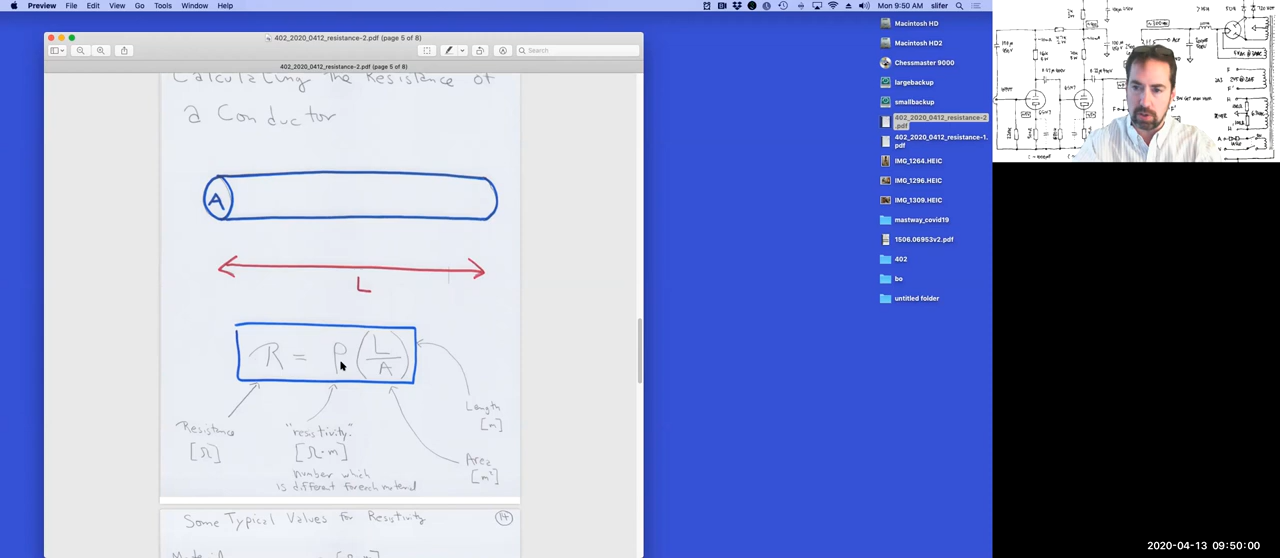 Preview File Edit View Go Tools Window Help
Mon 9:50 AM slifer
402_2020_0412_resistance-2.pdf (page 5 of 8)
Search
402_2020_0412_resistance-2.pdf (page 5 of 8)
Calculating the Resistance of
a Conductor
A
L
R = ρ (L/A)
Length
[m]
Resistance
[Ω]
"resistivity"
[Ω·m]
number which
is different for each material
Area
[m²]
Some Typical Values for Resistivity
14
Macintosh HD
Macintosh HD2
Chessmaster 9000
largebackup
smallbackup
402_2020_0412_resistance-2
.pdf
402_2020_0412_resistance-1.
pdf
IMG_1264.HEIC
IMG_1296.HEIC
IMG_1309.HEIC
mastway_covid19
1506.06953v2.pdf
402
bo
untitled folder
2020-04-13 09:50:00